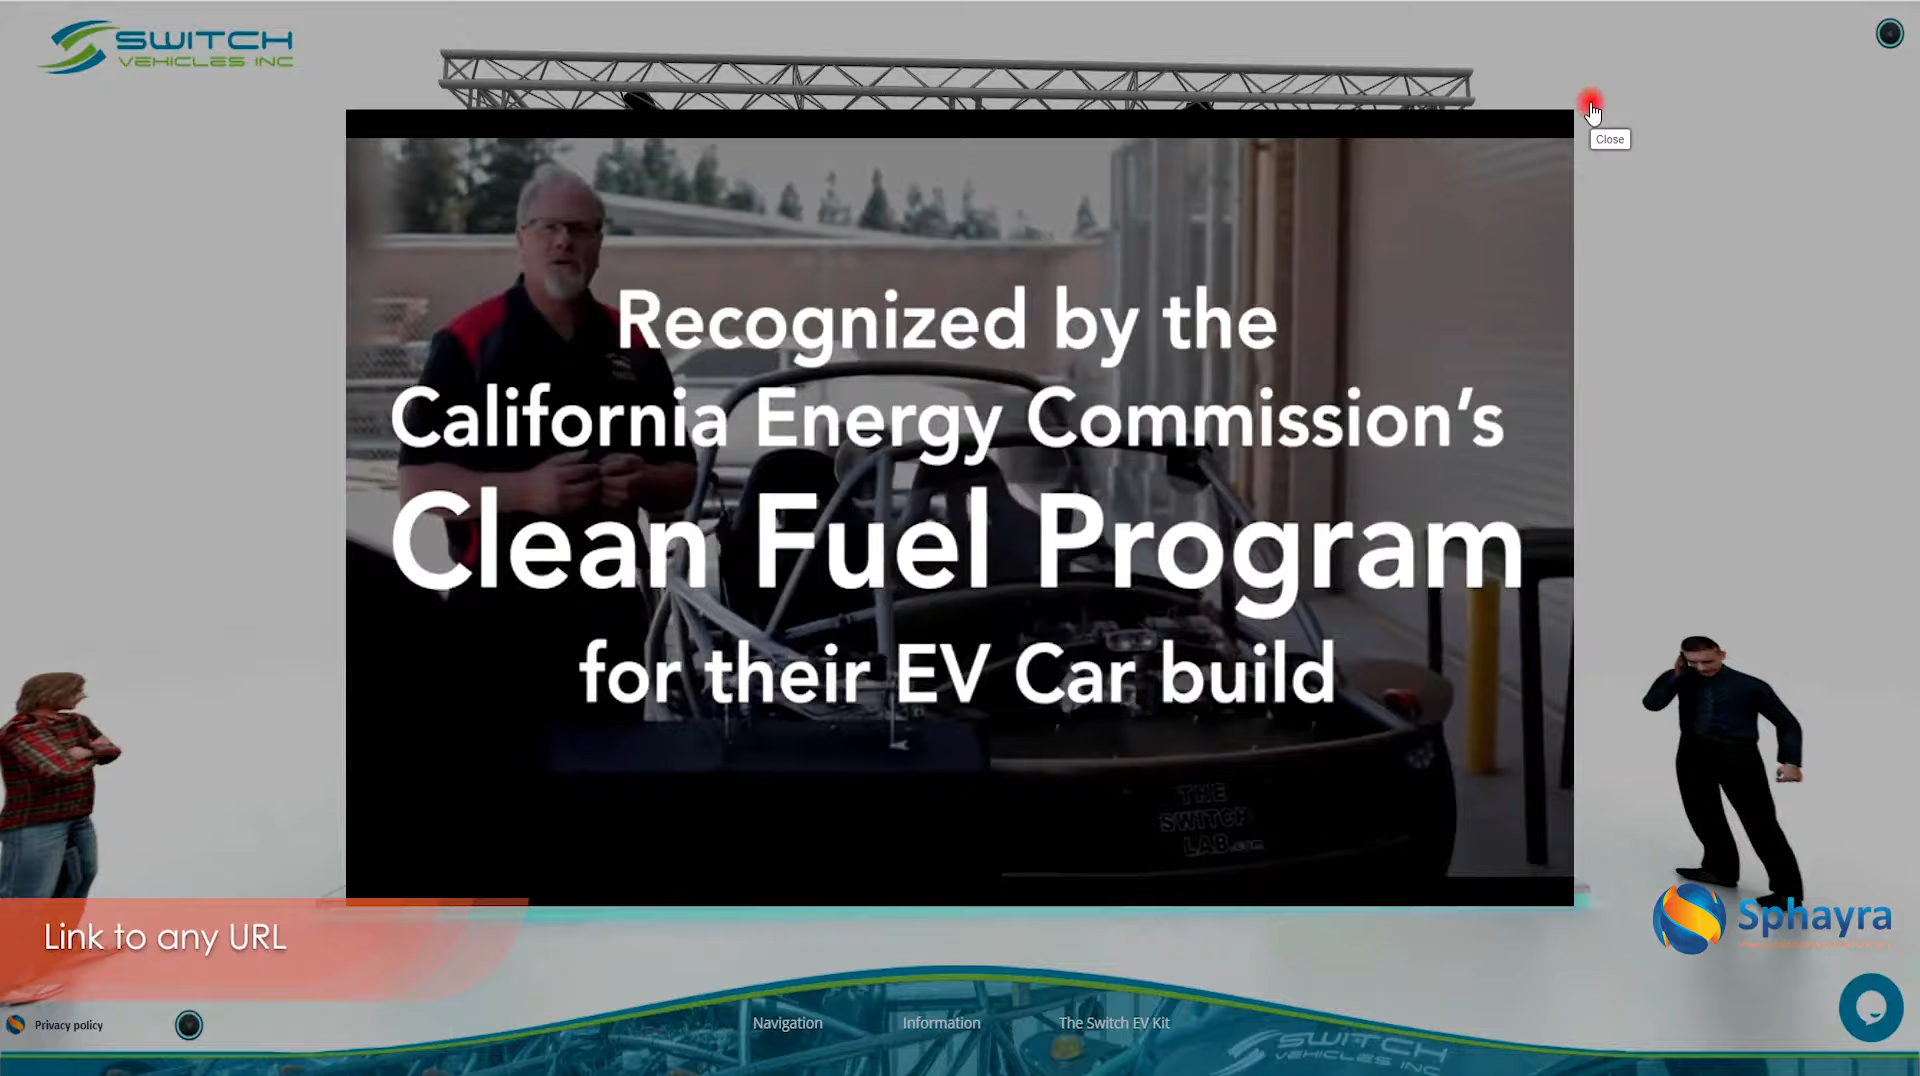 SWITCH
VEHICLES INC
Close
Recognized by the
California Energy Commission's
Clean Fuel Program
for their EV Car build
THE
SWITCH
LAB.com
Link to any URL
Sphayra
Privacy policy
Navigation
Information
The Switch EV Kit
SWITCH
VEHICLES INC